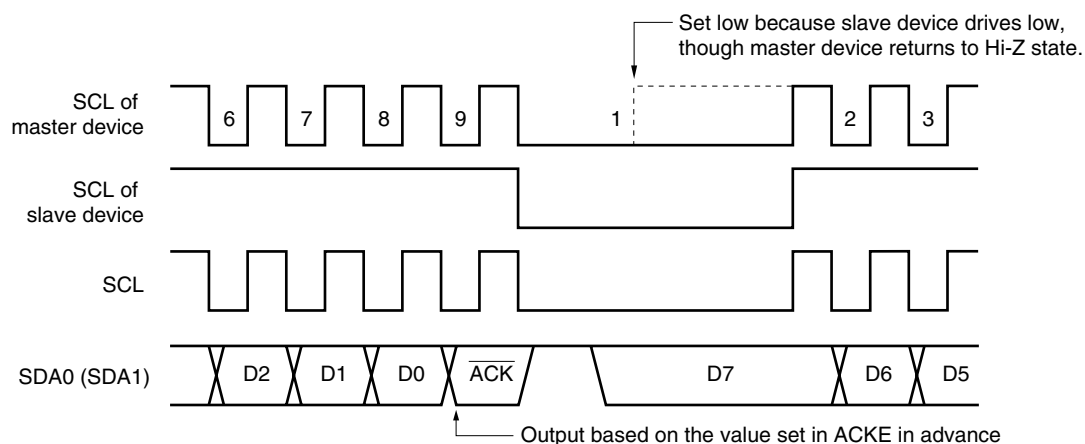 Set low because slave device drives low,
though master device returns to Hi-Z state.
SCL of
master device
6 7 8 9 1 2 3
SCL of
slave device
SCL
SDA0 (SDA1)
D2 D1 D0 ACK D7 D6 D5
Output based on the value set in ACKE in advance